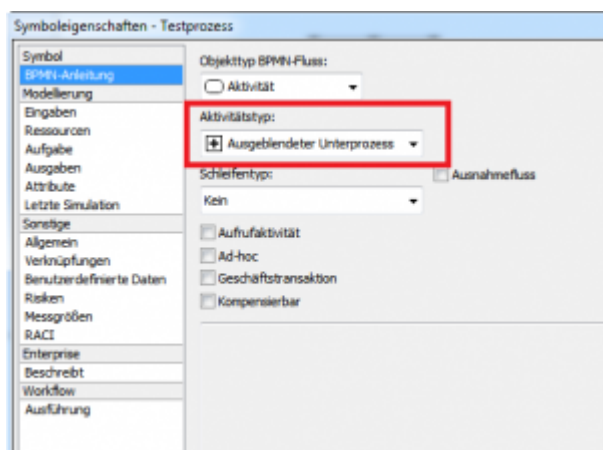 Symboleigenschaften - Testprozess
Symbol
BPMN-Anleitung
Modellierung
Eingaben
Ressourcen
Aufgabe
Ausgaben
Attribute
Letzte Simulation
Sonstige
Allgemein
Verknüpfungen
Benutzerdefinierte Daten
Risiken
Messgrößen
RACI
Enterprise
Beschreibt
Workflow
Ausführung
Objekttyp BPMN-Fluss:
Aktivität
Aktivitätstyp:
Ausgeblendeter Unterprozess
Schleifentyp:
Ausnahmefluss
Kein
Aufrufaktivität
Ad-hoc
Geschäftstransaktion
Kompensierbar